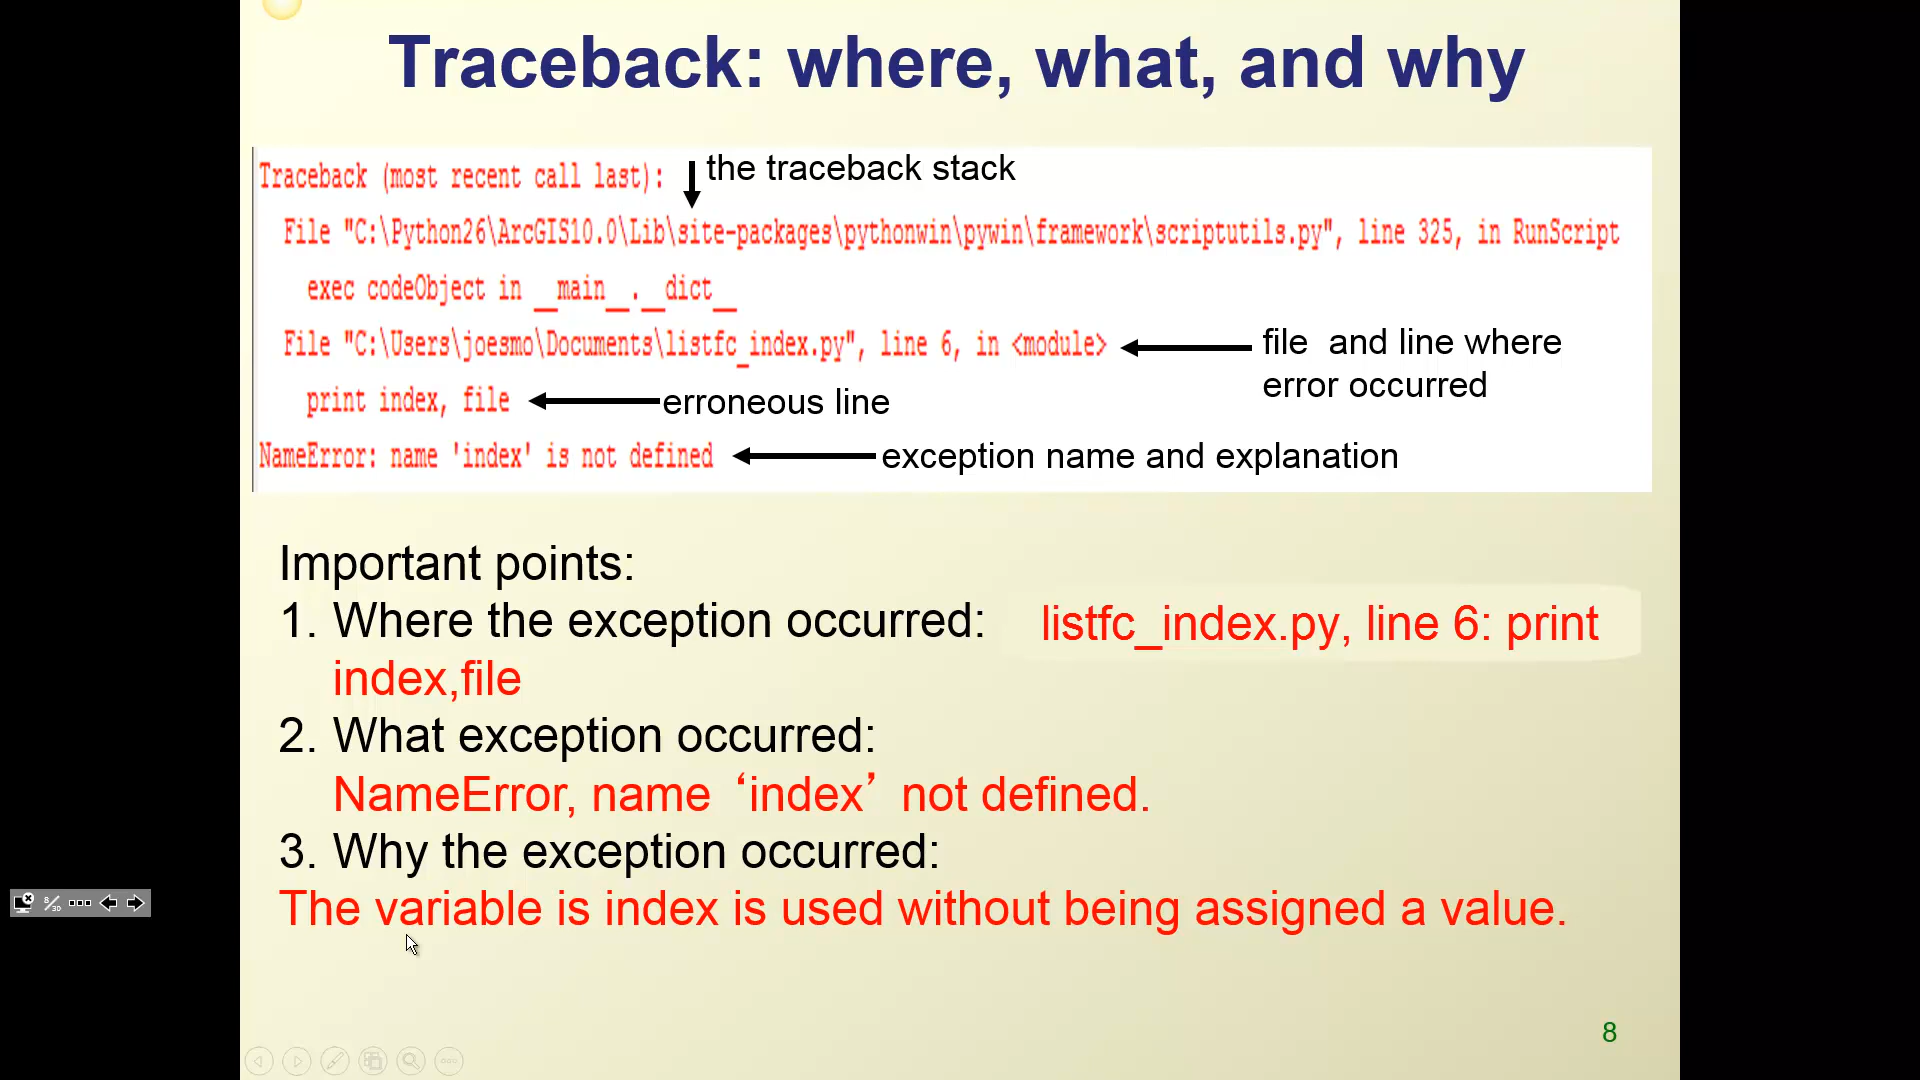 Traceback: where, what, and why
Traceback (most recent call last):
the traceback stack
File "C:\Python26\ArcGIS10.0\Lib\site-packages\pythonwin\pywin\framework\scriptutils.py", line 325, in RunScript
exec codeObject in __main__.__dict__
File "C:\Users\joesmo\Documents\listfc_index.py", line 6, in <module>
file and line where
error occurred
print index, file
erroneous line
NameError: name 'index' is not defined
exception name and explanation
Important points:
1. Where the exception occurred: listfc_index.py, line 6: print
index,file
2. What exception occurred:
NameError, name ‘index’ not defined.
3. Why the exception occurred:
The variable is index is used without being assigned a value.
8/30
8